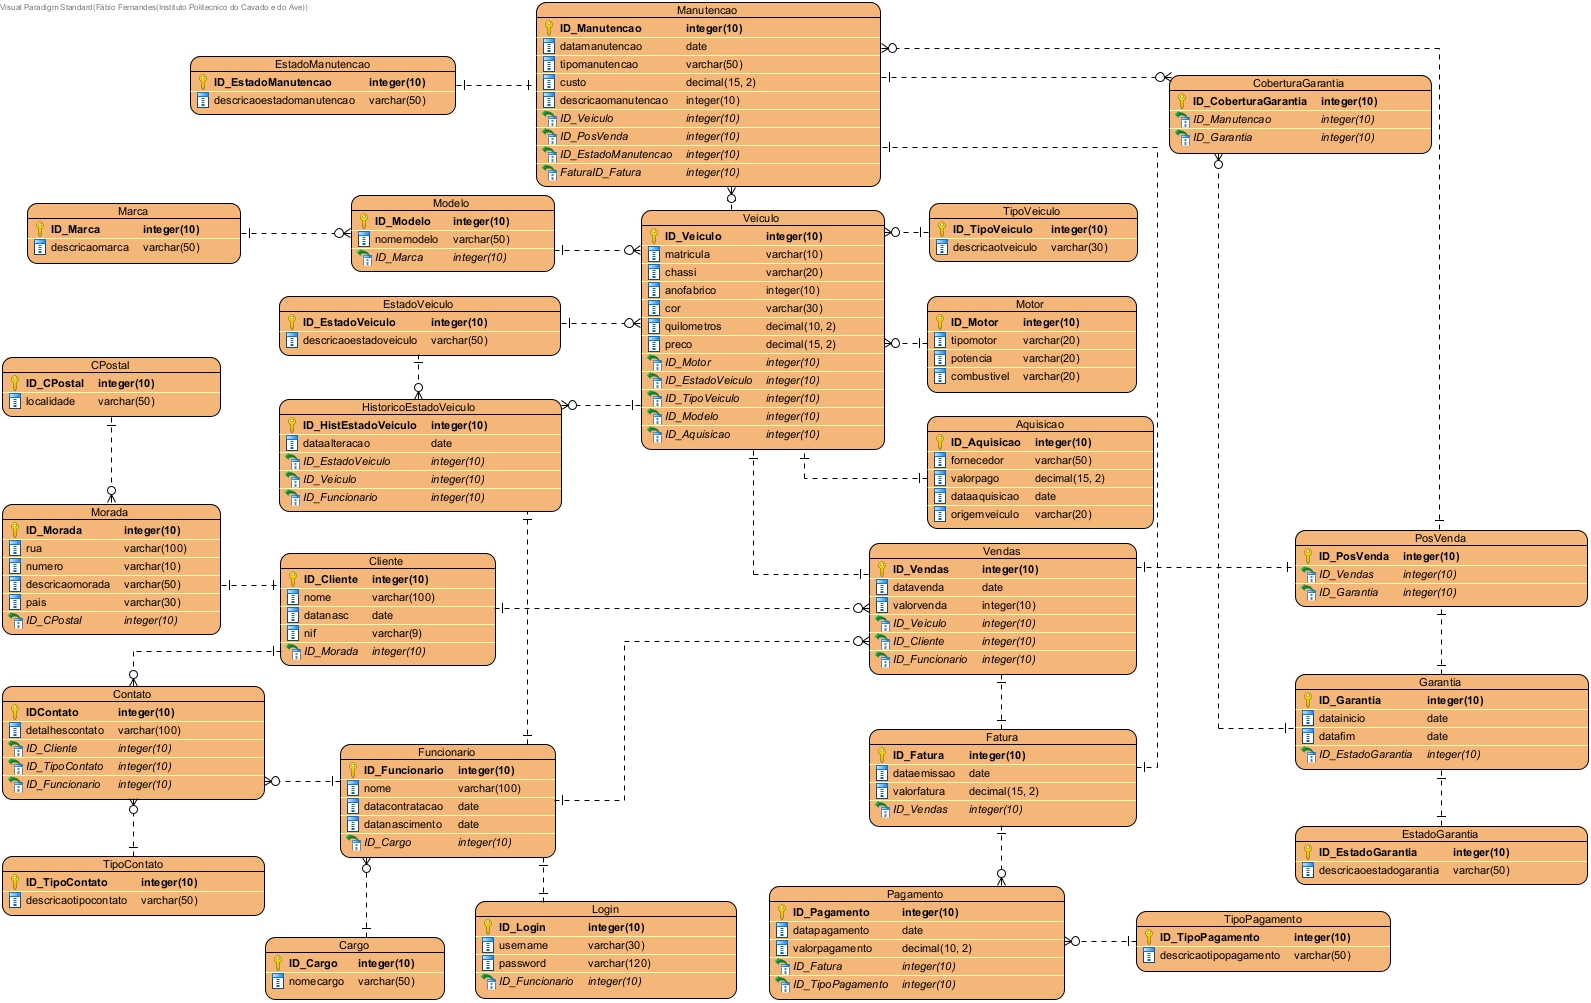 Visual Paradigm Standard(Fábio Fernandes(Instituto Politecnico do Cavado e do Ave))
Manutencao
ID_Manutencao integer(10)
datamanutencao date
tipomanutencao varchar(50)
custo decimal(15, 2)
descricaomanutencao integer(10)
ID_Veiculo integer(10)
ID_PosVenda integer(10)
ID_EstadoManutencao integer(10)
FaturaID_Fatura integer(10)
EstadoManutencao
ID_EstadoManutencao integer(10)
descricaoestadomanutencao varchar(50)
CoberturaGarantia
ID_CoberturaGarantia integer(10)
ID_Manutencao integer(10)
ID_Garantia integer(10)
Marca
ID_Marca integer(10)
descricaomarca varchar(50)
Modelo
ID_Modelo integer(10)
nomemodelo varchar(50)
ID_Marca integer(10)
Veiculo
ID_Veiculo integer(10)
matricula varchar(10)
chassi varchar(20)
anofabrico integer(10)
cor varchar(30)
quilometros decimal(10, 2)
preco decimal(15, 2)
ID_Motor integer(10)
ID_EstadoVeiculo integer(10)
ID_TipoVeiculo integer(10)
ID_Modelo integer(10)
ID_Aquisicao integer(10)
TipoVeiculo
ID_TipoVeiculo integer(10)
descricaotveiculo varchar(30)
EstadoVeiculo
ID_EstadoVeiculo integer(10)
descricaoestadoveiculo varchar(50)
Motor
ID_Motor integer(10)
tipomotor varchar(20)
potencia varchar(20)
combustivel varchar(20)
CPostal
ID_CPostal integer(10)
localidade varchar(50)
HistoricoEstadoVeiculo
ID_HistEstadoVeiculo integer(10)
dataalteracao date
ID_EstadoVeiculo integer(10)
ID_Veiculo integer(10)
ID_Funcionario integer(10)
Aquisicao
ID_Aquisicao integer(10)
fornecedor varchar(50)
valorpago decimal(15, 2)
dataaquisicao date
origemveiculo varchar(20)
Morada
ID_Morada integer(10)
rua varchar(100)
numero varchar(10)
descricaomorada varchar(50)
pais varchar(30)
ID_CPostal integer(10)
Cliente
ID_Cliente integer(10)
nome varchar(100)
datanasc date
nif varchar(9)
ID_Morada integer(10)
Vendas
ID_Vendas integer(10)
datavenda date
valorvenda integer(10)
ID_Veiculo integer(10)
ID_Cliente integer(10)
ID_Funcionario integer(10)
PosVenda
ID_PosVenda integer(10)
ID_Vendas integer(10)
ID_Garantia integer(10)
Contato
IDContato integer(10)
detalhescontato varchar(100)
ID_Cliente integer(10)
ID_TipoContato integer(10)
ID_Funcionario integer(10)
Funcionario
ID_Funcionario integer(10)
nome varchar(100)
datacontratacao date
datanascimento date
ID_Cargo integer(10)
Fatura
ID_Fatura integer(10)
dataemissao date
valorfatura decimal(15, 2)
ID_Vendas integer(10)
Garantia
ID_Garantia integer(10)
datainicio date
datafim date
ID_EstadoGarantia integer(10)
EstadoGarantia
ID_EstadoGarantia integer(10)
descricaoestadogarantia varchar(50)
TipoContato
ID_TipoContato integer(10)
descricaotipocontato varchar(50)
Cargo
ID_Cargo integer(10)
nomecargo varchar(50)
Login
ID_Login integer(10)
username varchar(30)
password varchar(120)
ID_Funcionario integer(10)
Pagamento
ID_Pagamento integer(10)
datapagamento date
valorpagamento decimal(10, 2)
ID_Fatura integer(10)
ID_TipoPagamento integer(10)
TipoPagamento
ID_TipoPagamento integer(10)
descricaotipopagamento varchar(50)